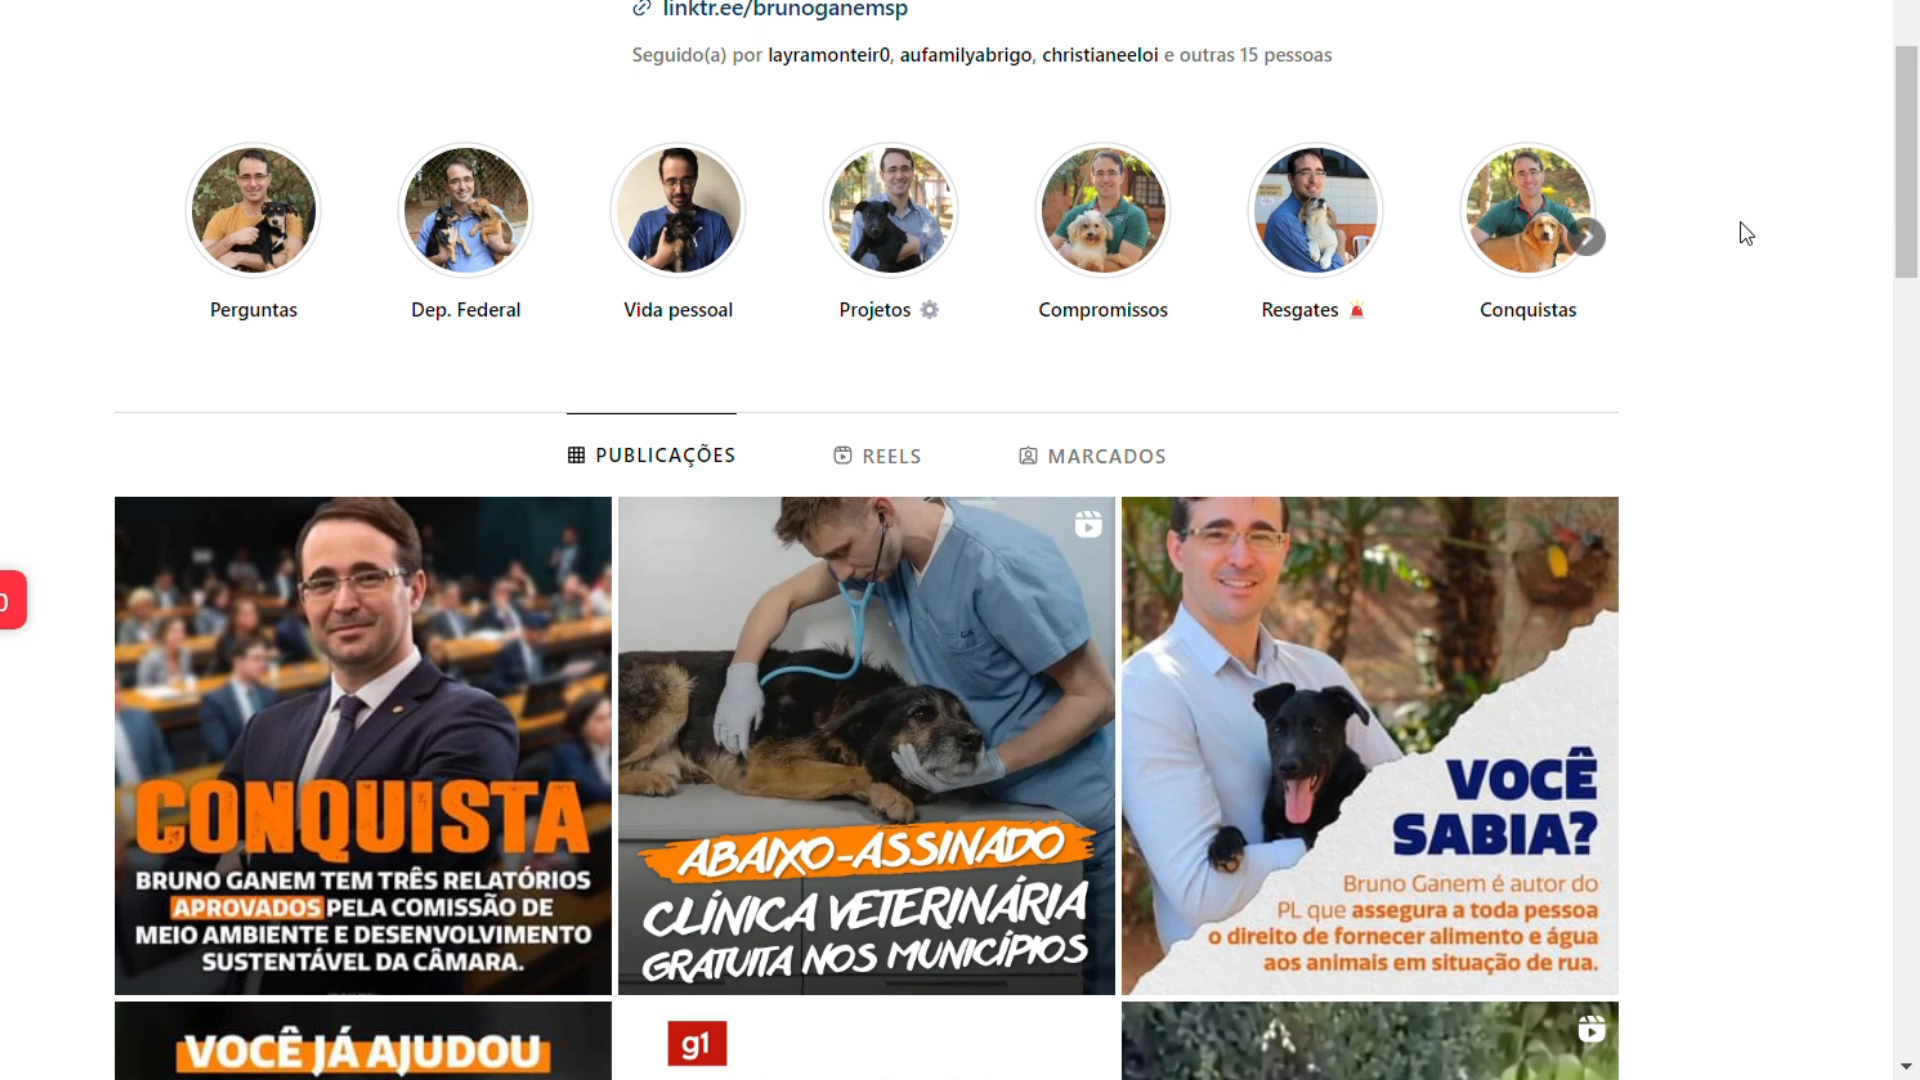 linktr.ee/brunoganemsp
Seguido(a) por layramonteir0, aufamilyabrigo, christianeeloi e outras 15 pessoas
Perguntas
Dep. Federal
Vida pessoal
Projetos
Compromissos
Resgates
Conquistas
PUBLICAÇÕES
REELS
MARCADOS
CONQUISTA
BRUNO GANEM TEM TRÊS RELATÓRIOS
APROVADOS PELA COMISSÃO DE
MEIO AMBIENTE E DESENVOLVIMENTO
SUSTENTÁVEL DA CÂMARA.
ABAIXO-ASSINADO
CLÍNICA VETERINÁRIA
GRATUITA NOS MUNICÍPIOS
VOCÊ
SABIA?
Bruno Ganem é autor do
PL que assegura a toda pessoa
o direito de fornecer alimento e água
aos animais em situação de rua.
VOCÊ JÁ AJUDOU
g1